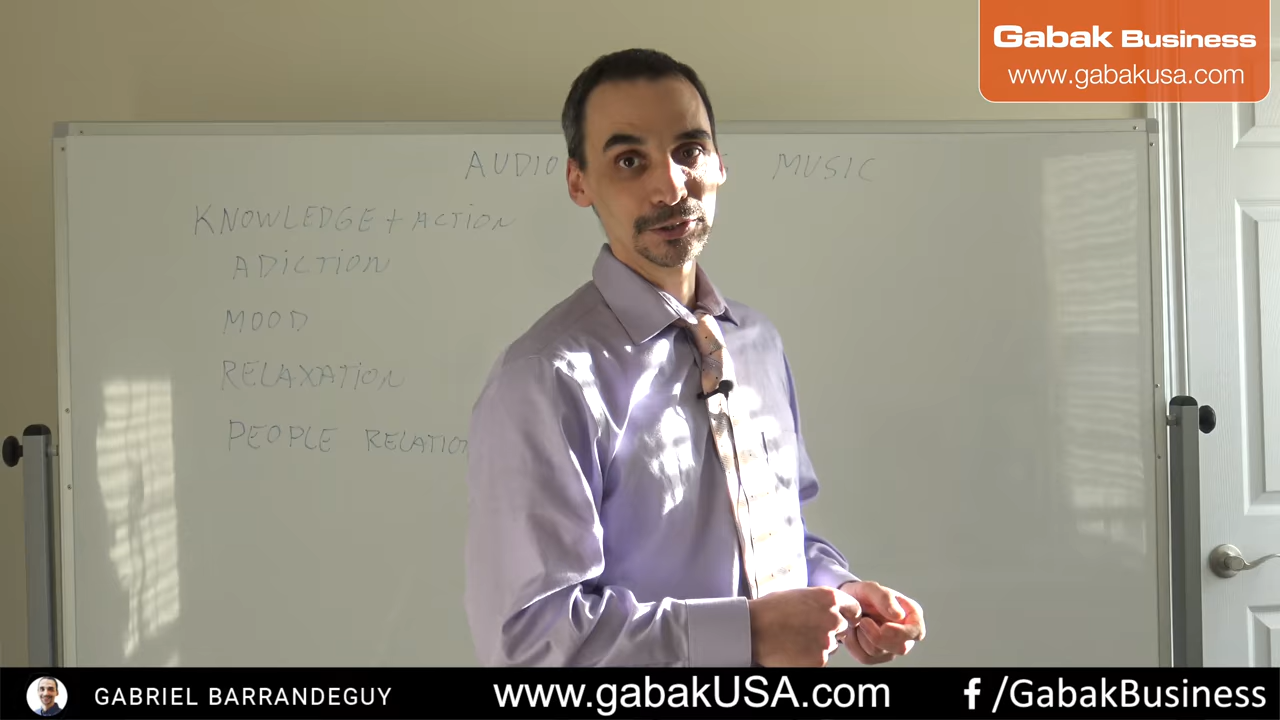 Gabak Business
www.gabakusa.com
AUDIO MUSIC
KNOWLEDGE + ACTION
ADICTION
MOOD
RELAXATION
PEOPLE RELATION
GABRIEL BARRANDEGUY
www.gabakUSA.com
f /GabakBusiness